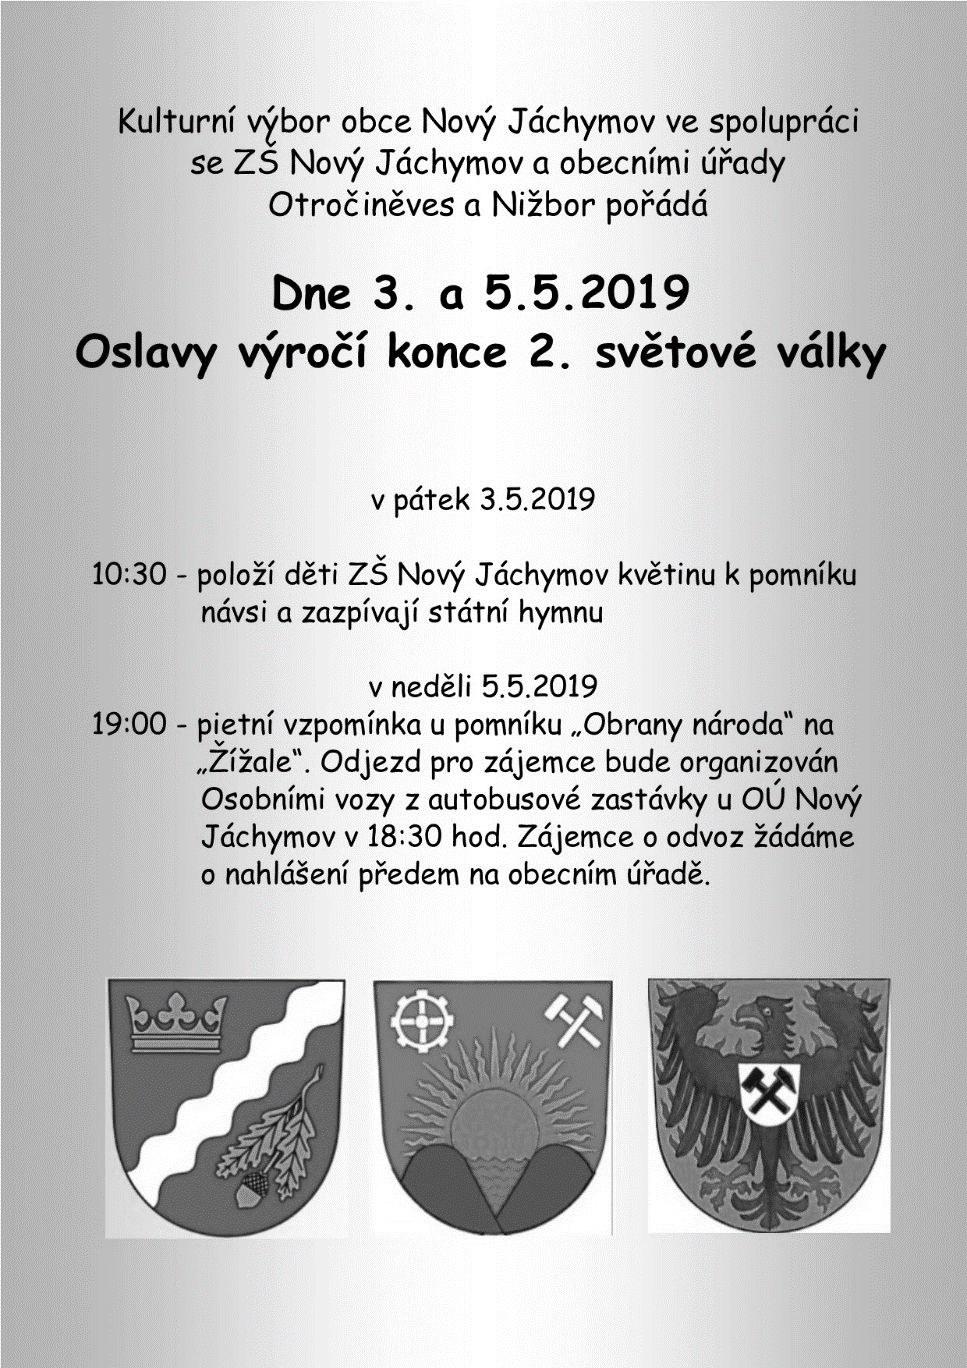 Kulturní výbor obce Nový Jáchymov ve spolupráci
se ZŠ Nový Jáchymov a obecními úřady
Otročiněves a Nižbor pořádá
Dne 3. a 5.5.2019
Oslavy výročí konce 2. světové války
v pátek 3.5.2019
10:30 - položí děti ZŠ Nový Jáchymov květinu k pomníku
návsi a zazpívají státní hymnu
v neděli 5.5.2019
19:00 - pietní vzpomínka u pomníku „Obrany národa“ na
„Žížale“. Odjezd pro zájemce bude organizován
Osobními vozy z autobusové zastávky u OÚ Nový
Jáchymov v 18:30 hod. Zájemce o odvoz žádáme
o nahlášení předem na obecním úřadě.